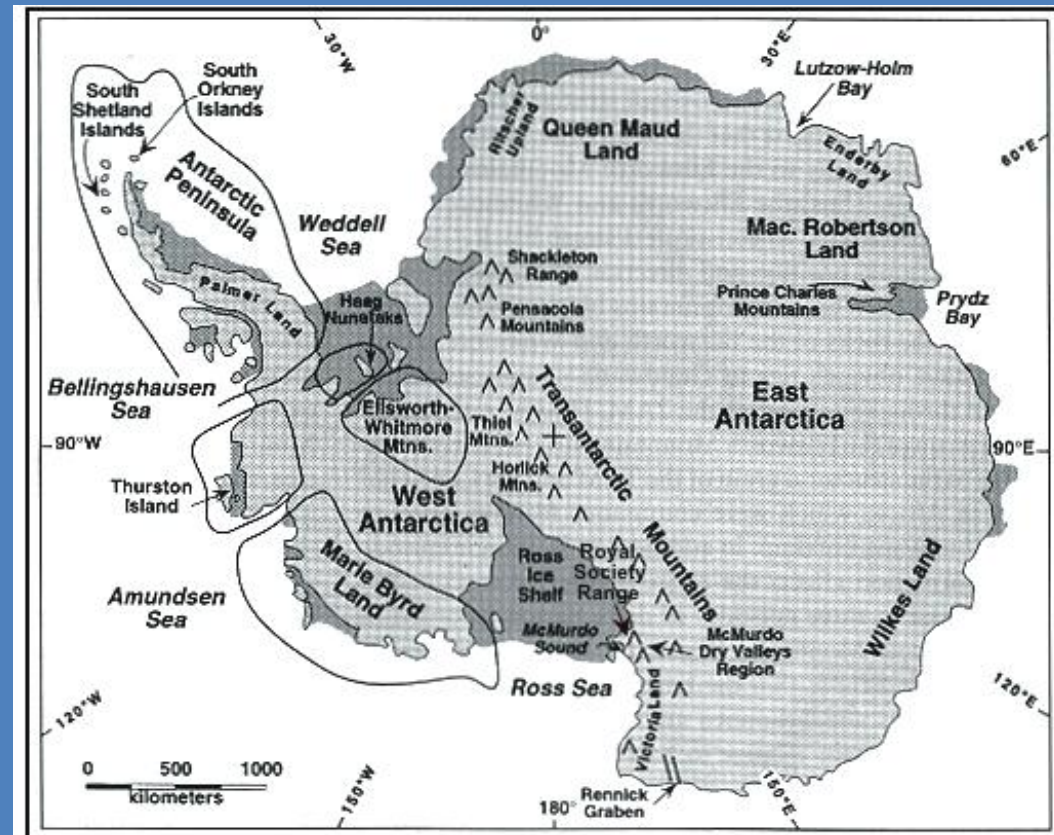 30°W
0°
30°E
South
Orkney
Islands
South
Shetland
Islands
Lutzow-Holm
Bay
Ritscher
Upland
Queen Maud
Land
Enderby
Land
60°E
Antarctic
Peninsula
Weddell
Sea
Mac. Robertson
Land
Shackleton
Range
Palmer Land
Haag
Nunataks
Pensacola
Mountains
Prince Charles
Mountains
Prydz
Bay
Bellingshausen
Sea
Ellsworth-
Whitmore
Mtns.
Thiel
Mtns.
Transantarctic
Mountains
East
Antarctica
90°W
90°E
Horlick
Mtns.
Thurston
Island
West
Antarctica
Marie Byrd
Land
Ross
Ice
Shelf
Royal
Society
Range
Amundsen
Sea
McMurdo
Sound
McMurdo
Dry Valleys
Region
Wilkes Land
Ross Sea
Victoria Land
120°W
120°E
0 500 1000
kilometers
150°W
180°
Rennick
Graben
150°E